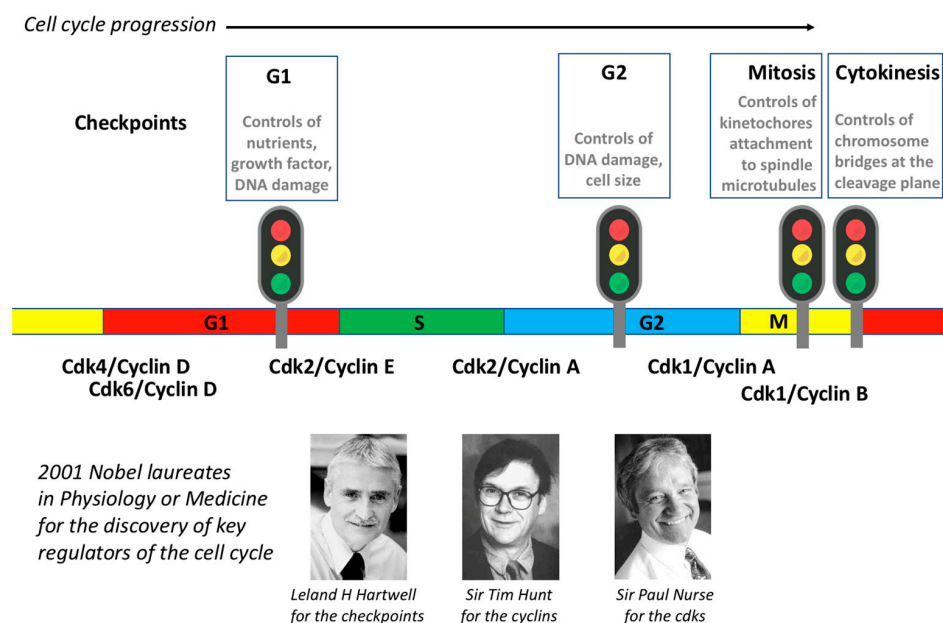 Cell cycle progression
G1
Controls of
nutrients,
growth factor,
DNA damage
G2
Controls of
DNA damage,
cell size
Mitosis
Controls of
kinetochores
attachment
to spindle
microtubules
Cytokinesis
Controls of
chromosome
bridges at the
cleavage plane
Checkpoints
G1
S
G2
M
Cdk4/Cyclin D
Cdk6/Cyclin D
Cdk2/Cyclin E
Cdk2/Cyclin A
Cdk1/Cyclin A
Cdk1/Cyclin B
2001 Nobel laureates
in Physiology or Medicine
for the discovery of key
regulators of the cell cycle
Leland H Hartwell
for the checkpoints
Sir Tim Hunt
for the cyclins
Sir Paul Nurse
for the cdks